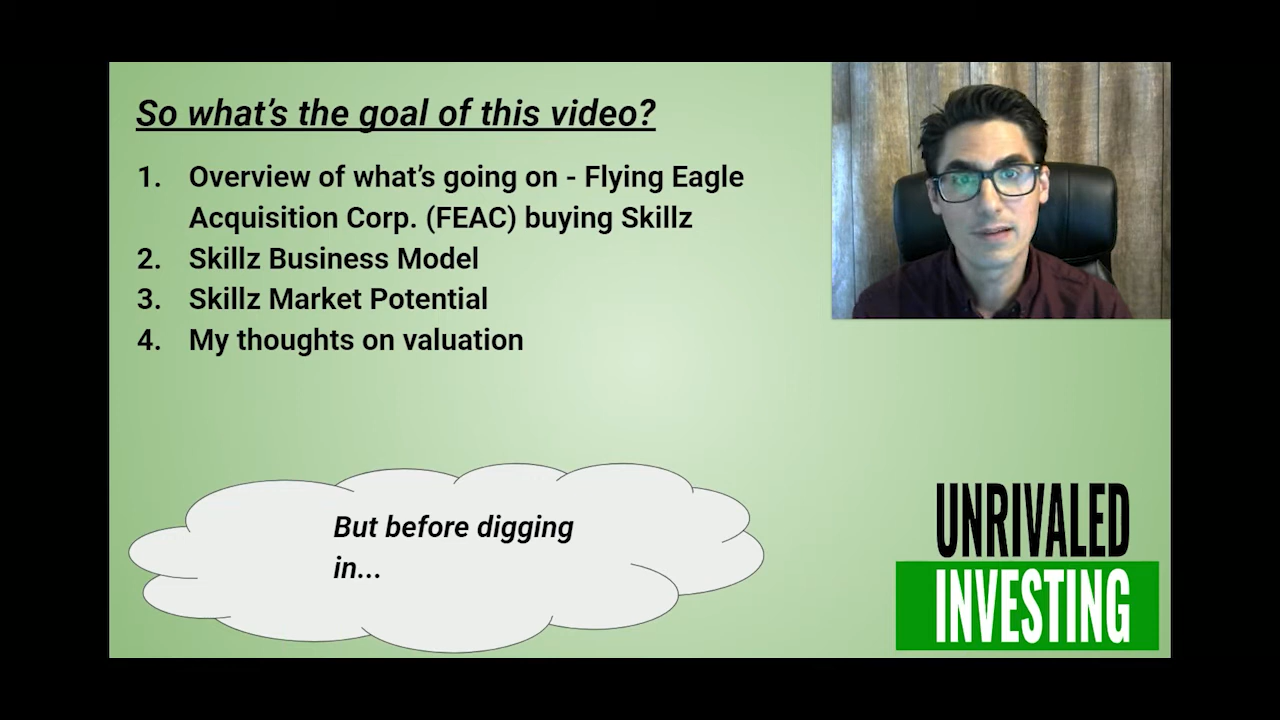 So what's the goal of this video?
1. Overview of what's going on - Flying Eagle
Acquisition Corp. (FEAC) buying Skillz
2. Skillz Business Model
3. Skillz Market Potential
4. My thoughts on valuation
But before digging
in...
UNRIVALED
INVESTING